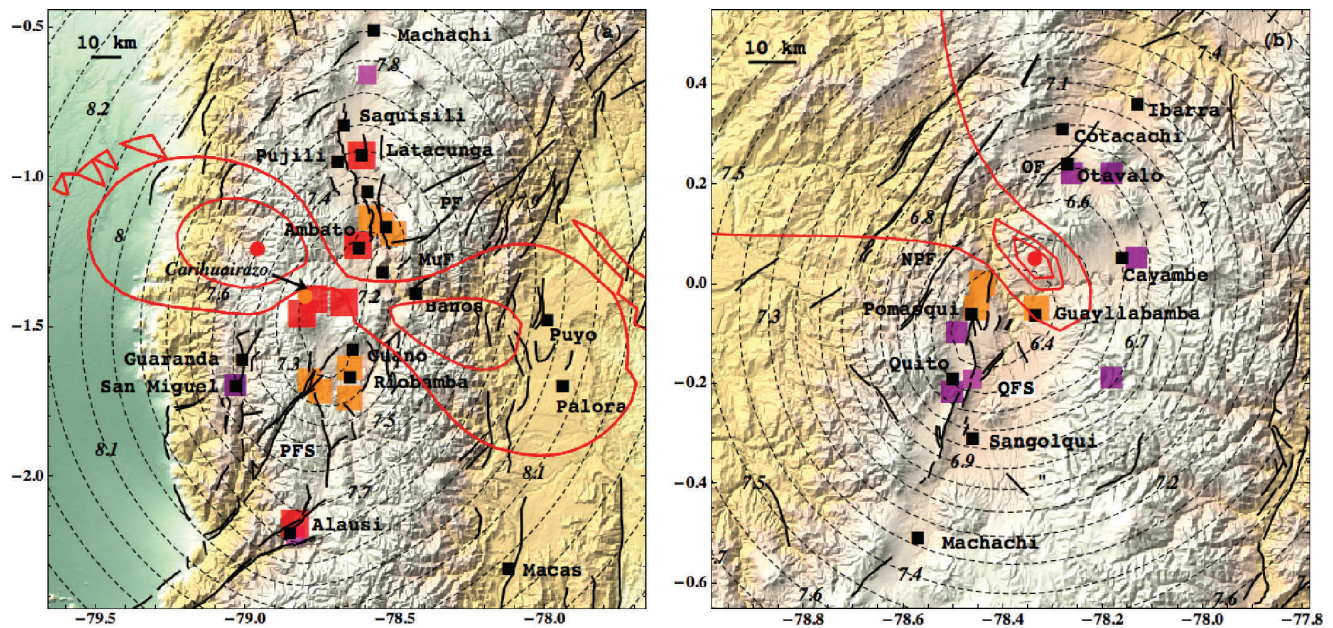 −0.5
10 km
Machachi
(a)
7.8
8.2
Saquisili
−1.0
Pujili
Latacunga
7.4
PF
7.9
8
Ambato
MuF
Carihuairazo
7.6
7.2
Banos
−1.5
Puyo
Guaranda
7.3
Guano
San Miguel
Riobamba
Palora
7.5
8.1
PFS
8.1
−2.0
7.7
Alausi
Macas
−79.5
−79.0
−78.5
−78.0
10 km
7.4
(b)
0.4
7.1
Ibarra
Cotacachi
7.5
OF
Otavalo
0.2
6.6
7
6.8
NPF
Cayembe
0.0
Pomasqui
Guayllabamba
7.3
6.4
6.7
Quito
−0.2
QFS
Sangolqui
6.9
−0.4
7.5
"
7.2
Machachi
7.4
−0.6
7.6
7.6
−78.8
−78.6
−78.4
−78.2
−78.0
−77.8